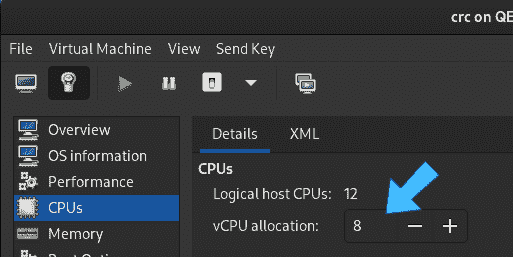 crc on QE
File Virtual Machine View Send Key
Overview
OS information
Performance
CPUs
Memory
Details XML
CPUs
Logical host CPUs: 12
vCPU allocation: 8 − +